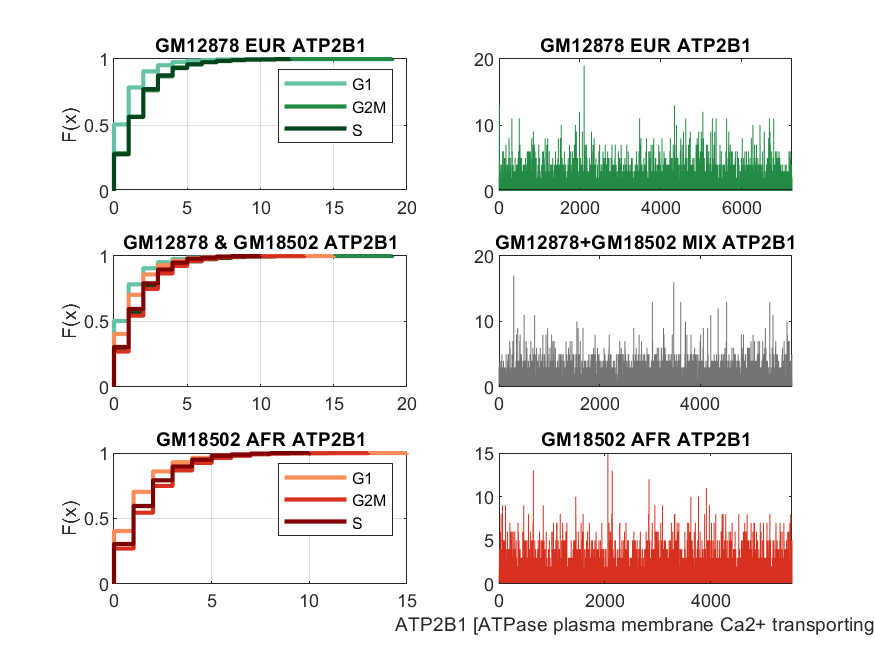 GM12878 EUR ATP2B1
F(x)
1
0.5
0
0 5 10 15 20
G1
G2M
S
GM12878 EUR ATP2B1
20
10
0
0 2000 4000 6000
GM12878 & GM18502 ATP2B1
F(x)
1
0.5
0
0 5 10 15 20
GM12878+GM18502 MIX ATP2B1
20
10
0
0 2000 4000
GM18502 AFR ATP2B1
F(x)
1
0.5
0
0 5 10 15
G1
G2M
S
GM18502 AFR ATP2B1
15
10
5
0
0 2000 4000
ATP2B1 [ATPase plasma membrane Ca2+ transporting